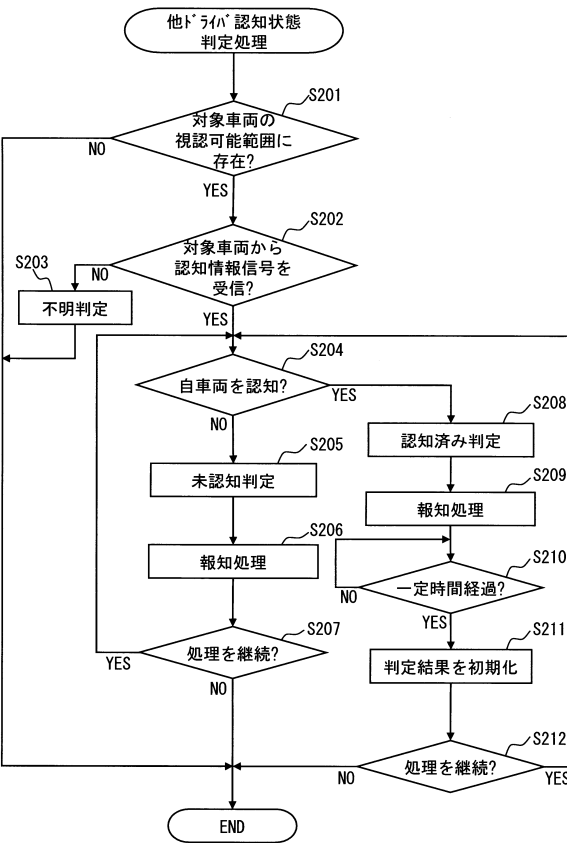 他ﾄﾞﾗｲﾊﾞ認知状態
判定処理
S201
対象車両の
視認可能範囲に
存在?
NO
YES
S202
対象車両から
認知情報信号を
受信?
NO
YES
S203
不明判定
S204
自車両を認知?
YES
NO
S205
未認知判定
S206
報知処理
S207
処理を継続?
YES
NO
S208
認知済み判定
S209
報知処理
S210
一定時間経過?
NO
YES
S211
判定結果を初期化
S212
処理を継続?
NO
YES
END